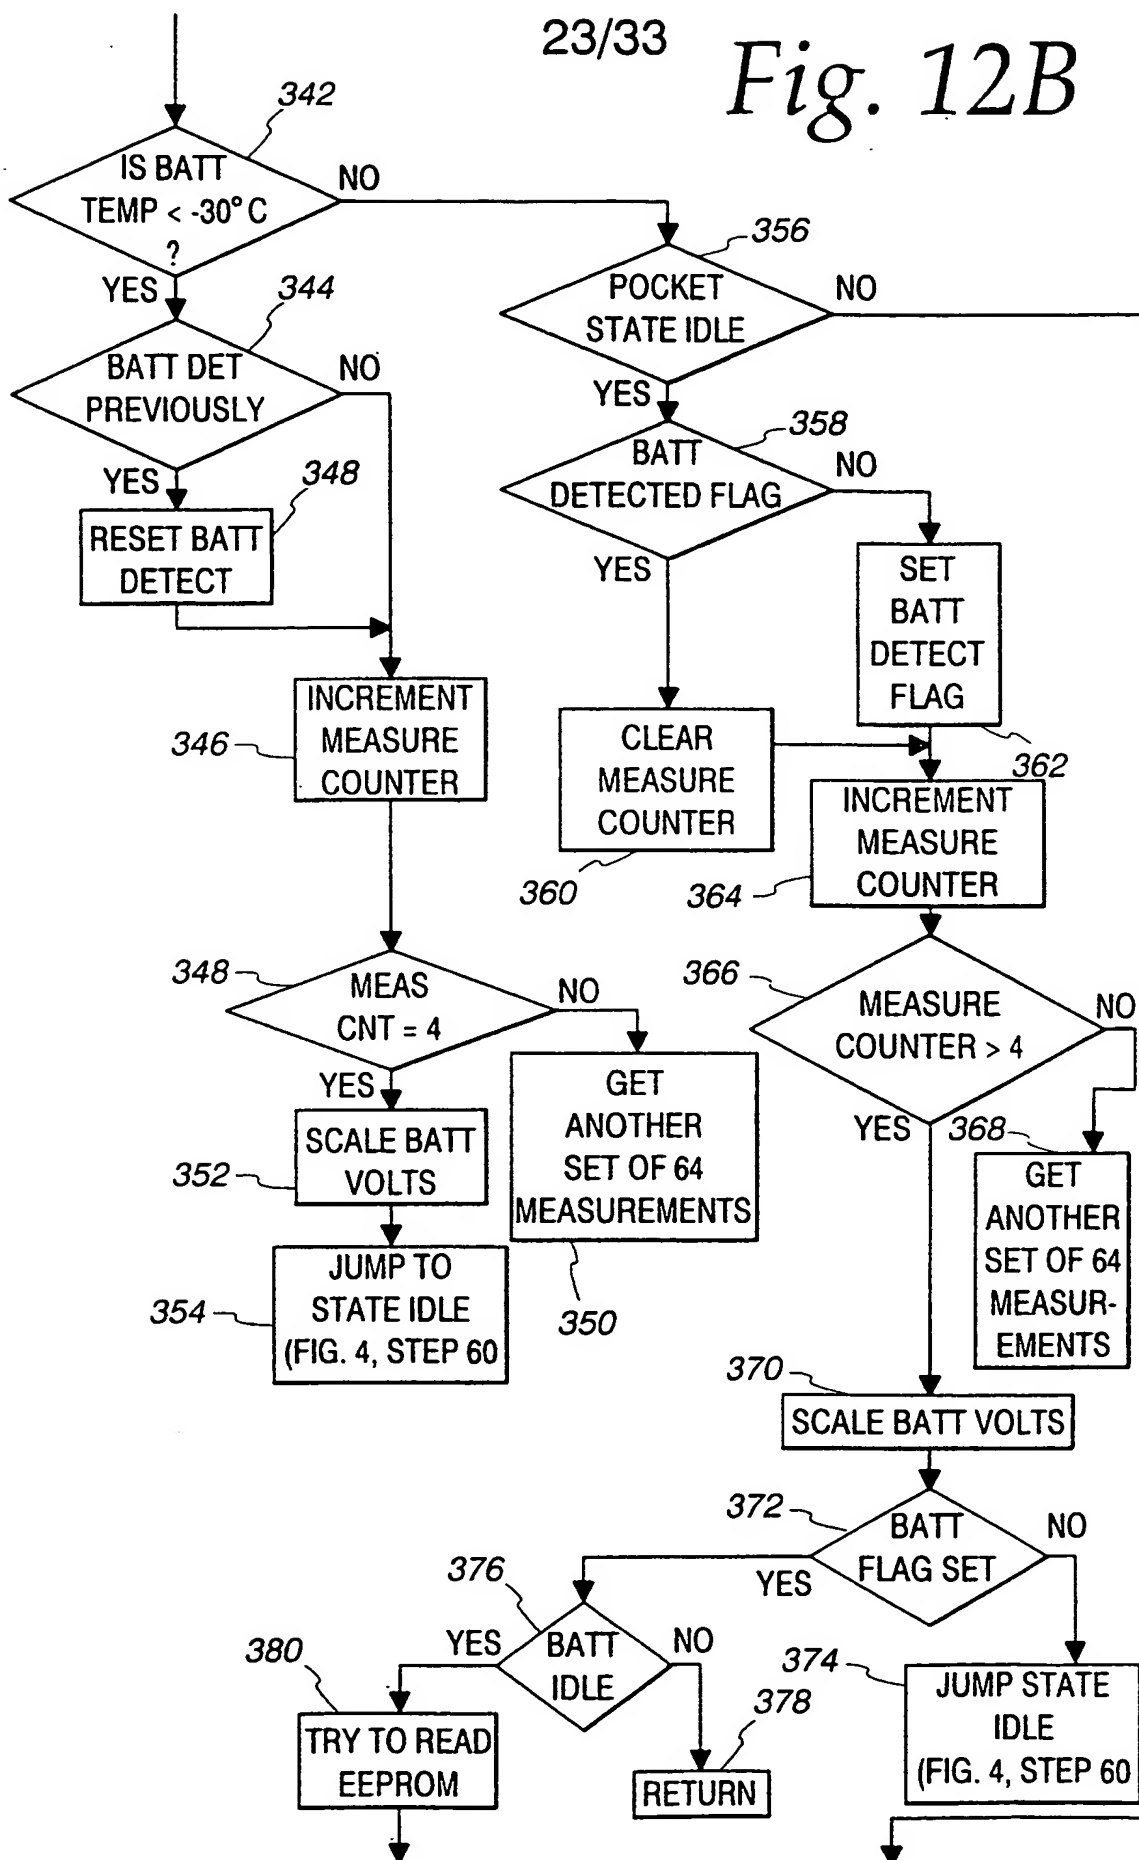 23/33
Fig. 12B
342
IS BATT
TEMP < -30° C
?
NO
YES
344
BATT DET
PREVIOUSLY
NO
YES
348
RESET BATT
DETECT
346
INCREMENT
MEASURE
COUNTER
348
MEAS
CNT = 4
NO
YES
352
SCALE BATT
VOLTS
GET
ANOTHER
SET OF 64
MEASUREMENTS
350
354
JUMP TO
STATE IDLE
(FIG. 4, STEP 60
356
POCKET
STATE IDLE
NO
YES
358
BATT
DETECTED FLAG
NO
YES
SET
BATT
DETECT
FLAG
362
CLEAR
MEASURE
COUNTER
360
364
INCREMENT
MEASURE
COUNTER
366
MEASURE
COUNTER > 4
NO
YES
368
GET
ANOTHER
SET OF 64
MEASUR-
EMENTS
370
SCALE BATT VOLTS
372
BATT
FLAG SET
NO
YES
374
JUMP STATE
IDLE
(FIG. 4, STEP 60
376
BATT
IDLE
YES
NO
378
RETURN
380
TRY TO READ
EEPROM